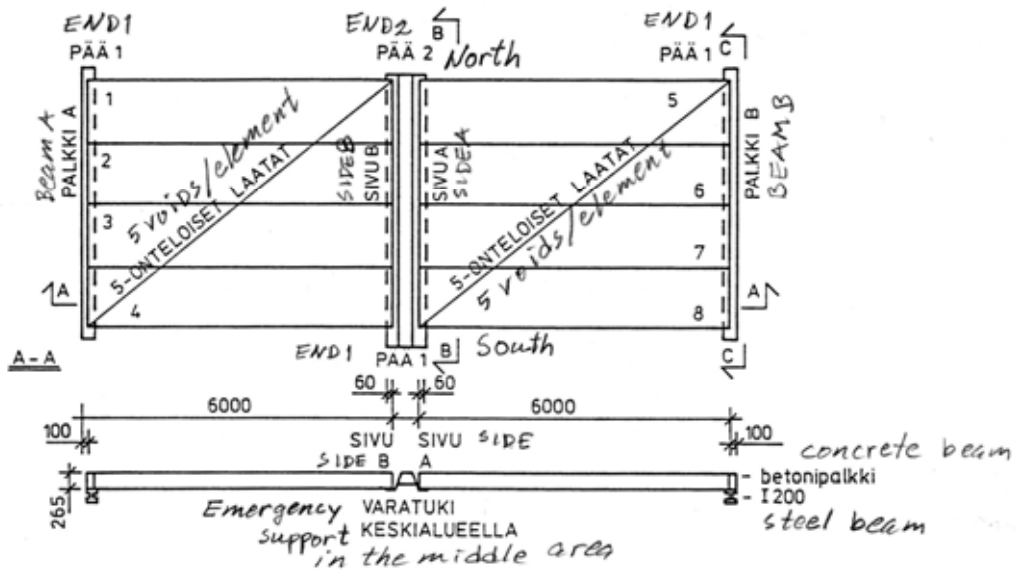 END1 END2 B END1
PÄÄ 1 PÄÄ 2 North PÄÄ 1 C
Beam A
PALKKI A
1
2
3
4
5 voids/element
5-ONTELOISET LAATAT
SIDE B
SIVU B
SIVU A
SIDE A
5
6
7
8
5-ONTELOISET LAATAT
5 voids/element
PALKKI B
BEAM B
A A
END1 PÄÄ 1 B South C
A-A
60 60
6000 6000
100 SIVU SIVU SIDE 100
SIDE B A
concrete beam
betonipalkki
I200
steel beam
265
Emergency VARATUKI
support KESKIALUEELLA
in the middle area